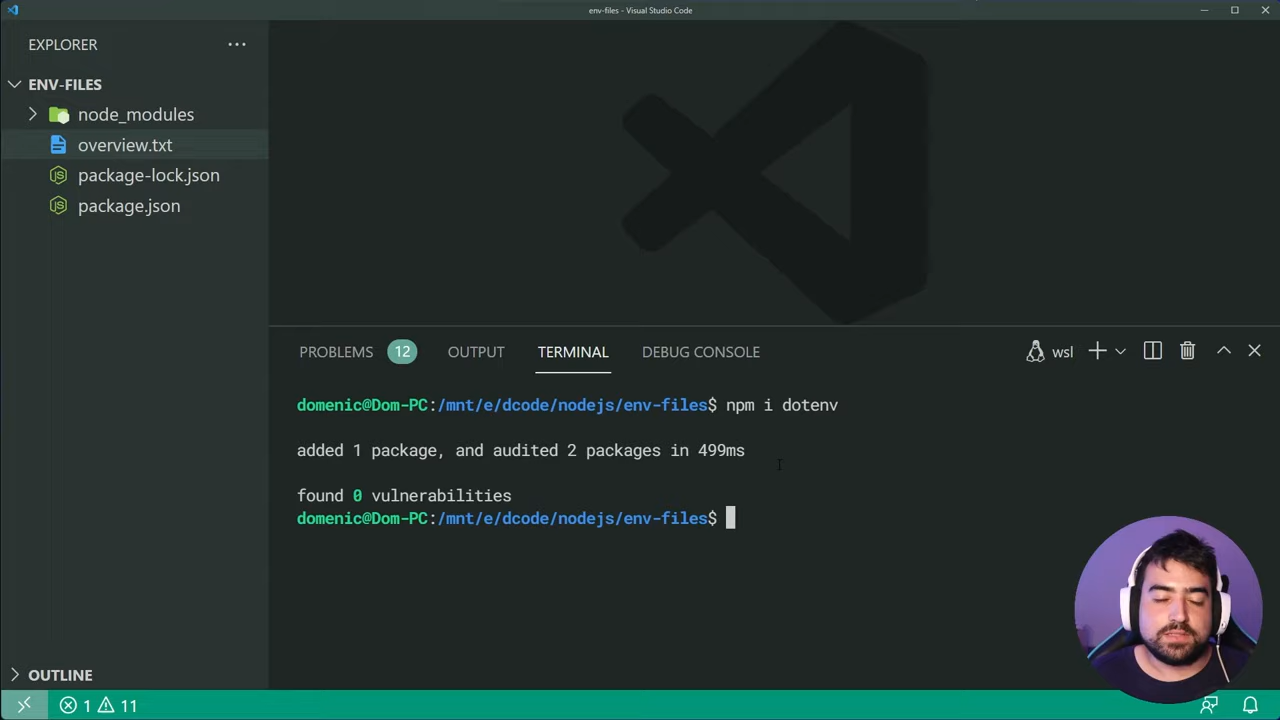 env-files - Visual Studio Code
EXPLORER
ENV-FILES
node_modules
overview.txt
package-lock.json
package.json
PROBLEMS 12 OUTPUT TERMINAL DEBUG CONSOLE wsl
domenic@Dom-PC:/mnt/e/dcode/nodejs/env-files$ npm i dotenv
added 1 package, and audited 2 packages in 499ms
found 0 vulnerabilities
domenic@Dom-PC:/mnt/e/dcode/nodejs/env-files$
OUTLINE
1 11